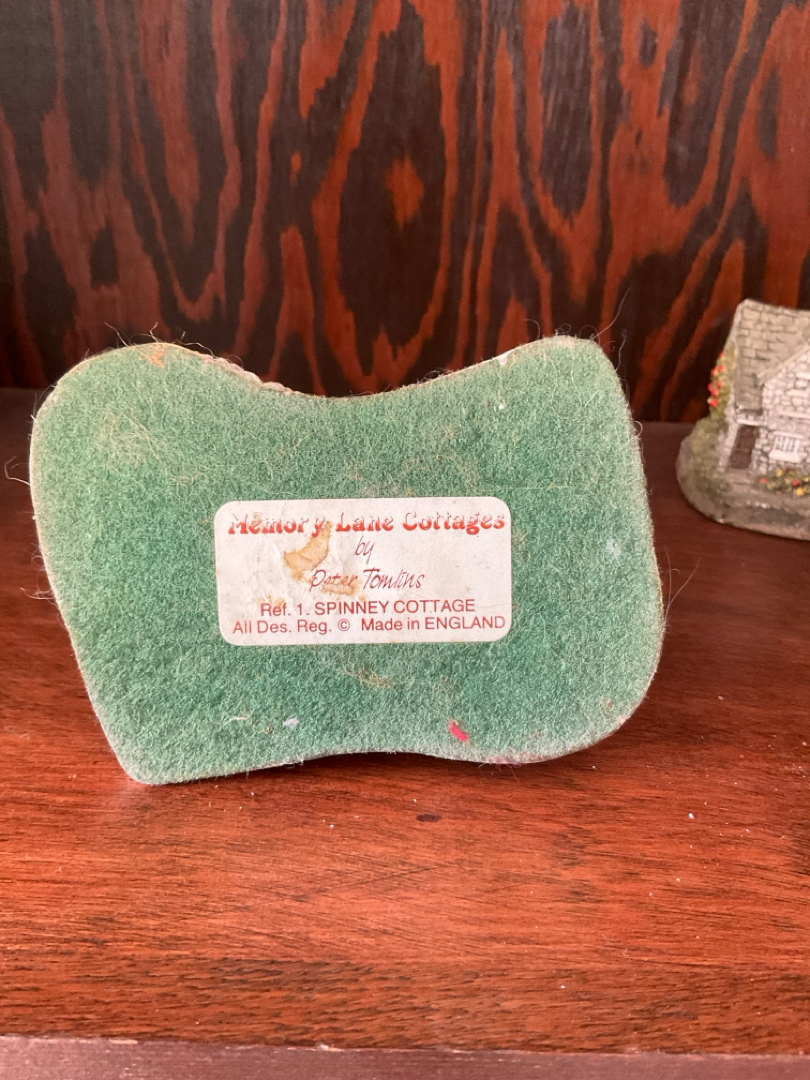 Memory Lane Cottages
by
Peter Tomlins
Ref. 1. SPINNEY COTTAGE
All Des. Reg. © Made in ENGLAND